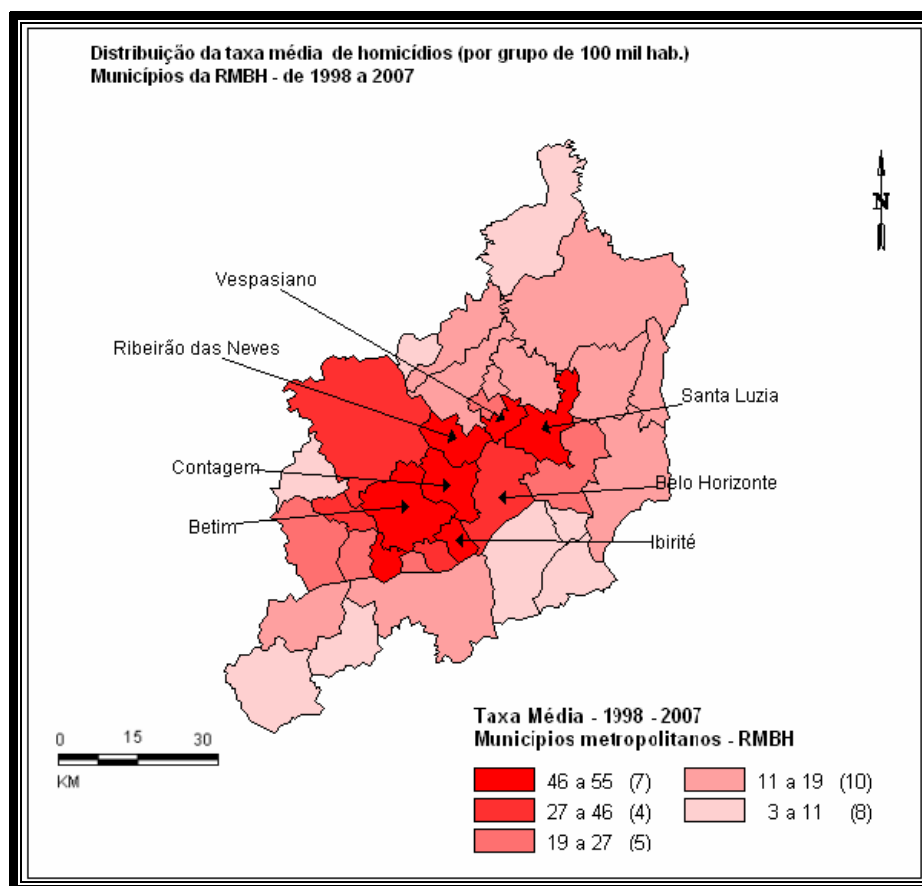 Distribuição da taxa média de homicídios (por grupo de 100 mil hab.)
Municípios da RMBH - de 1998 a 2007
N
Vespasiano
Ribeirão das Neves
Santa Luzia
Contagem
Belo Horizonte
Betim
Ibirité
0 15 30
KM
Taxa Média - 1998 - 2007
Municípios metropolitanos - RMBH
46 a 55 (7)
27 a 46 (4)
19 a 27 (5)
11 a 19 (10)
3 a 11 (8)